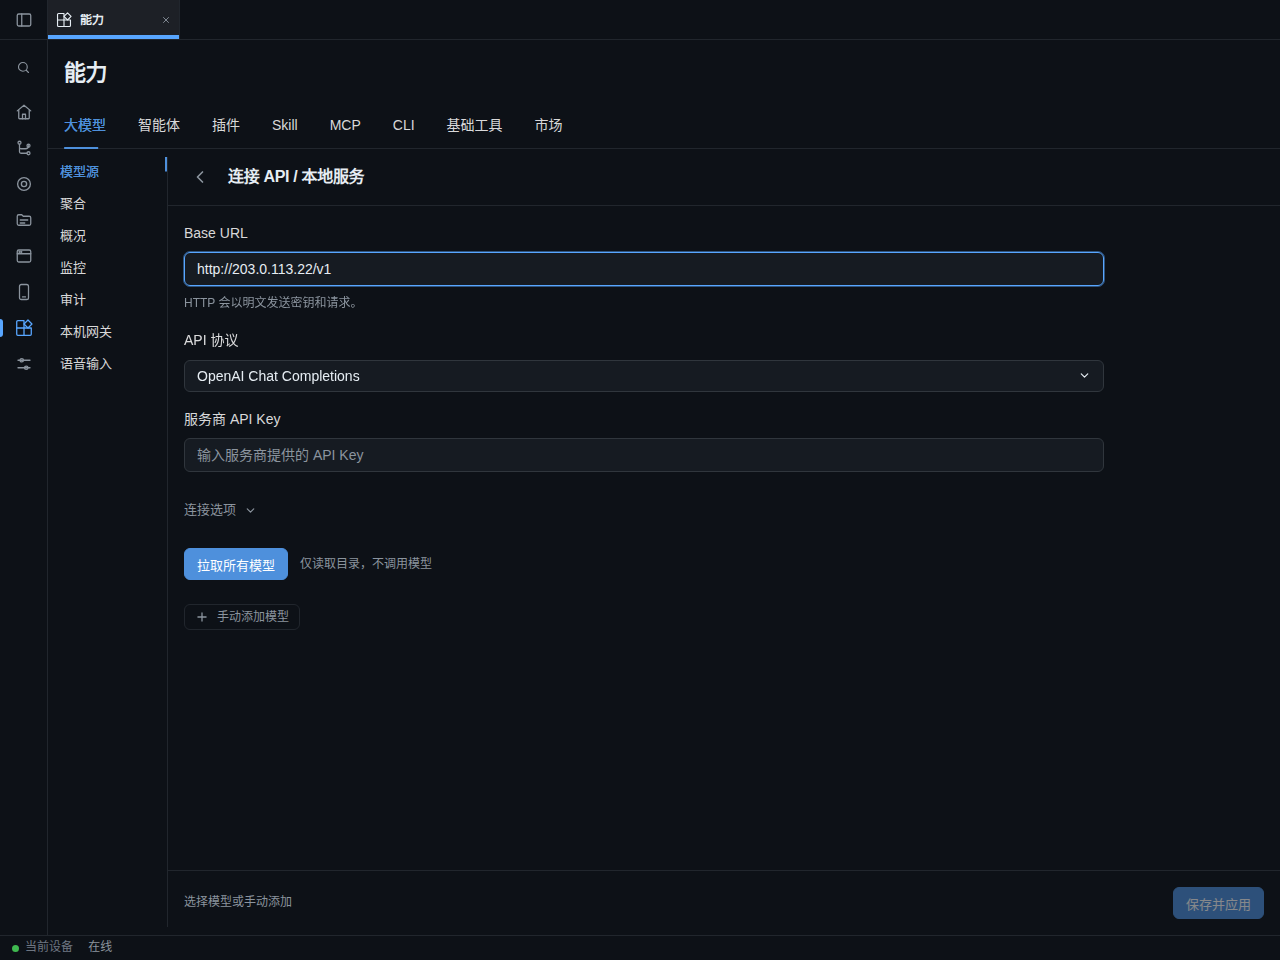 能力
能力
大模型 智能体 插件 Skill MCP CLI 基础工具 市场
模型源
聚合
概况
监控
审计
本机网关
语音输入
连接 API / 本地服务
Base URL
http://203.0.113.22/v1
HTTP 会以明文发送密钥和请求。
API 协议
OpenAI Chat Completions
服务商 API Key
输入服务商提供的 API Key
连接选项
拉取所有模型 仅读取目录，不调用模型
手动添加模型
选择模型或手动添加 保存并应用
当前设备 在线